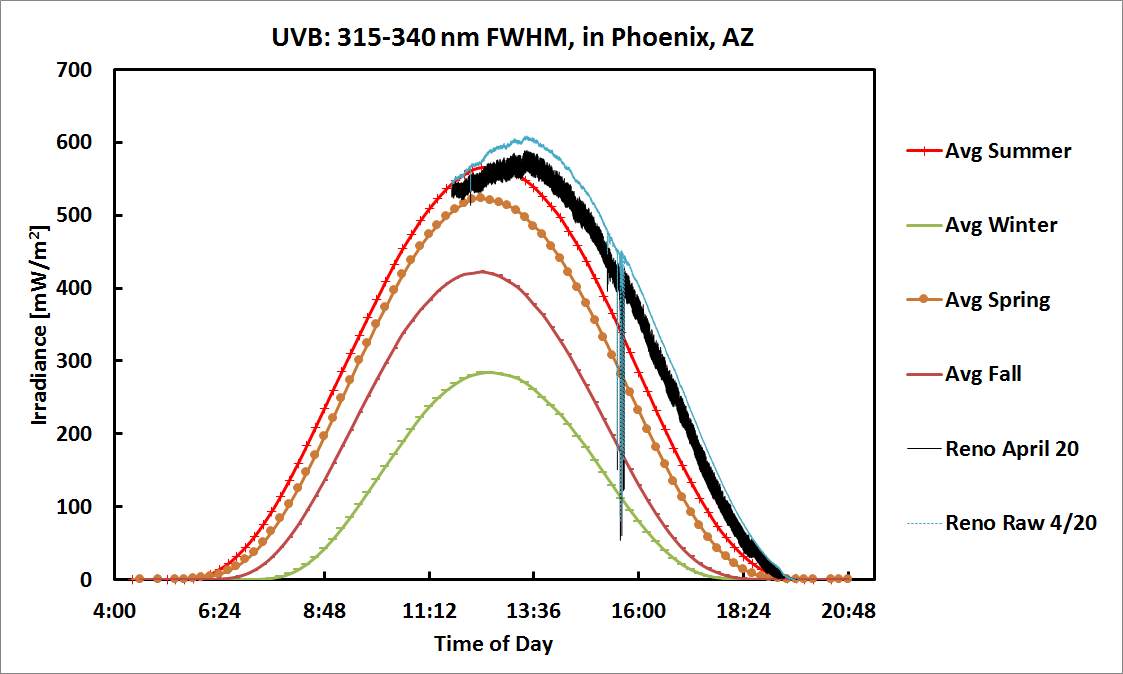 UVB: 315-340 nm FWHM, in Phoenix, AZ
700
600
500
400
300
200
100
0
Irradiance [mW/m²]
4:00 6:24 8:48 11:12 13:36 16:00 18:24 20:48
Time of Day
Avg Summer
Avg Winter
Avg Spring
Avg Fall
Reno April 20
Reno Raw 4/20